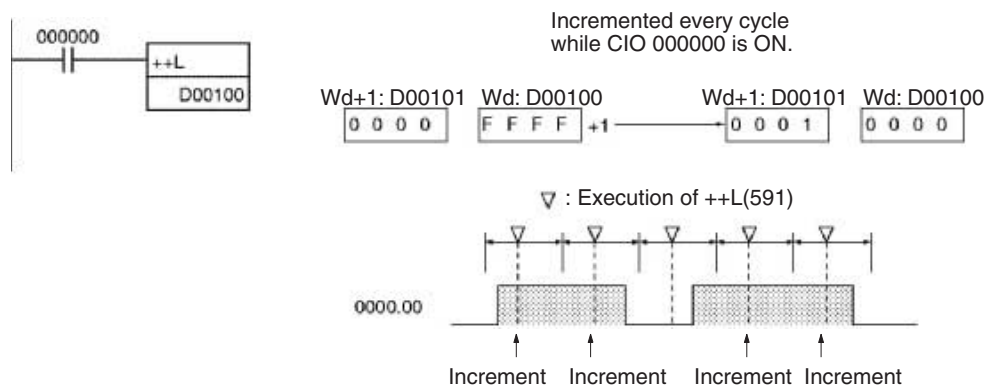 000000
++L
D00100
Incremented every cycle
while CIO 000000 is ON.
Wd+1: D00101 Wd: D00100 Wd+1: D00101 Wd: D00100
0 0 0 0 F F F F +1 0 0 0 1 0 0 0 0
: Execution of ++L(591)
0000.00
Increment Increment Increment Increment